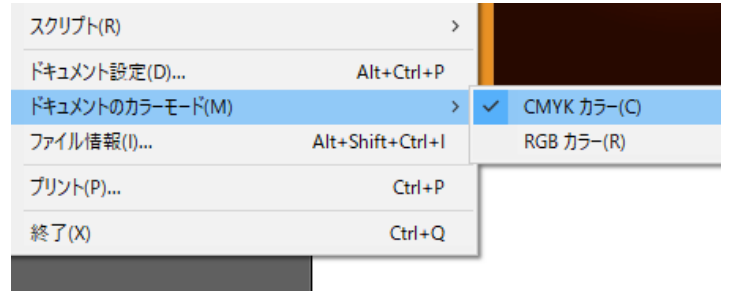 スクリプト(R)
ドキュメント設定(D)... Alt+Ctrl+P
ドキュメントのカラーモード(M)
CMYK カラー(C)
RGB カラー(R)
ファイル情報(I)... Alt+Shift+Ctrl+I
プリント(P)... Ctrl+P
終了(X) Ctrl+Q